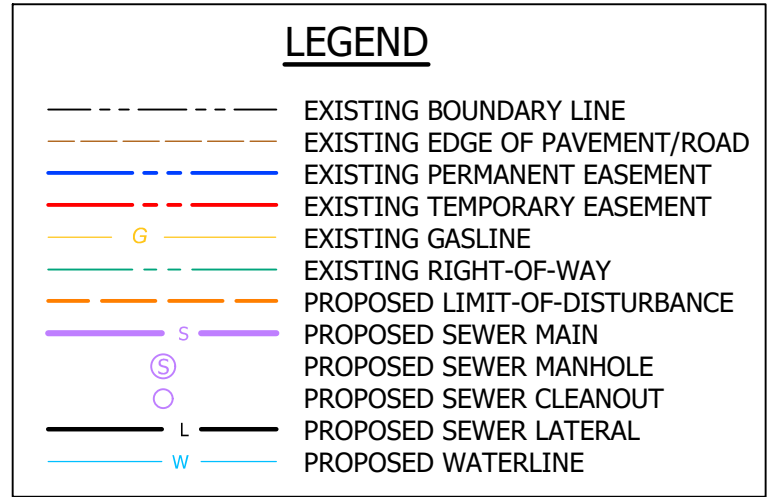 LEGEND
EXISTING BOUNDARY LINE
EXISTING EDGE OF PAVEMENT/ROAD
EXISTING PERMANENT EASEMENT
EXISTING TEMPORARY EASEMENT
G EXISTING GASLINE
EXISTING RIGHT-OF-WAY
PROPOSED LIMIT-OF-DISTURBANCE
S PROPOSED SEWER MAIN
S PROPOSED SEWER MANHOLE
PROPOSED SEWER CLEANOUT
L PROPOSED SEWER LATERAL
W PROPOSED WATERLINE